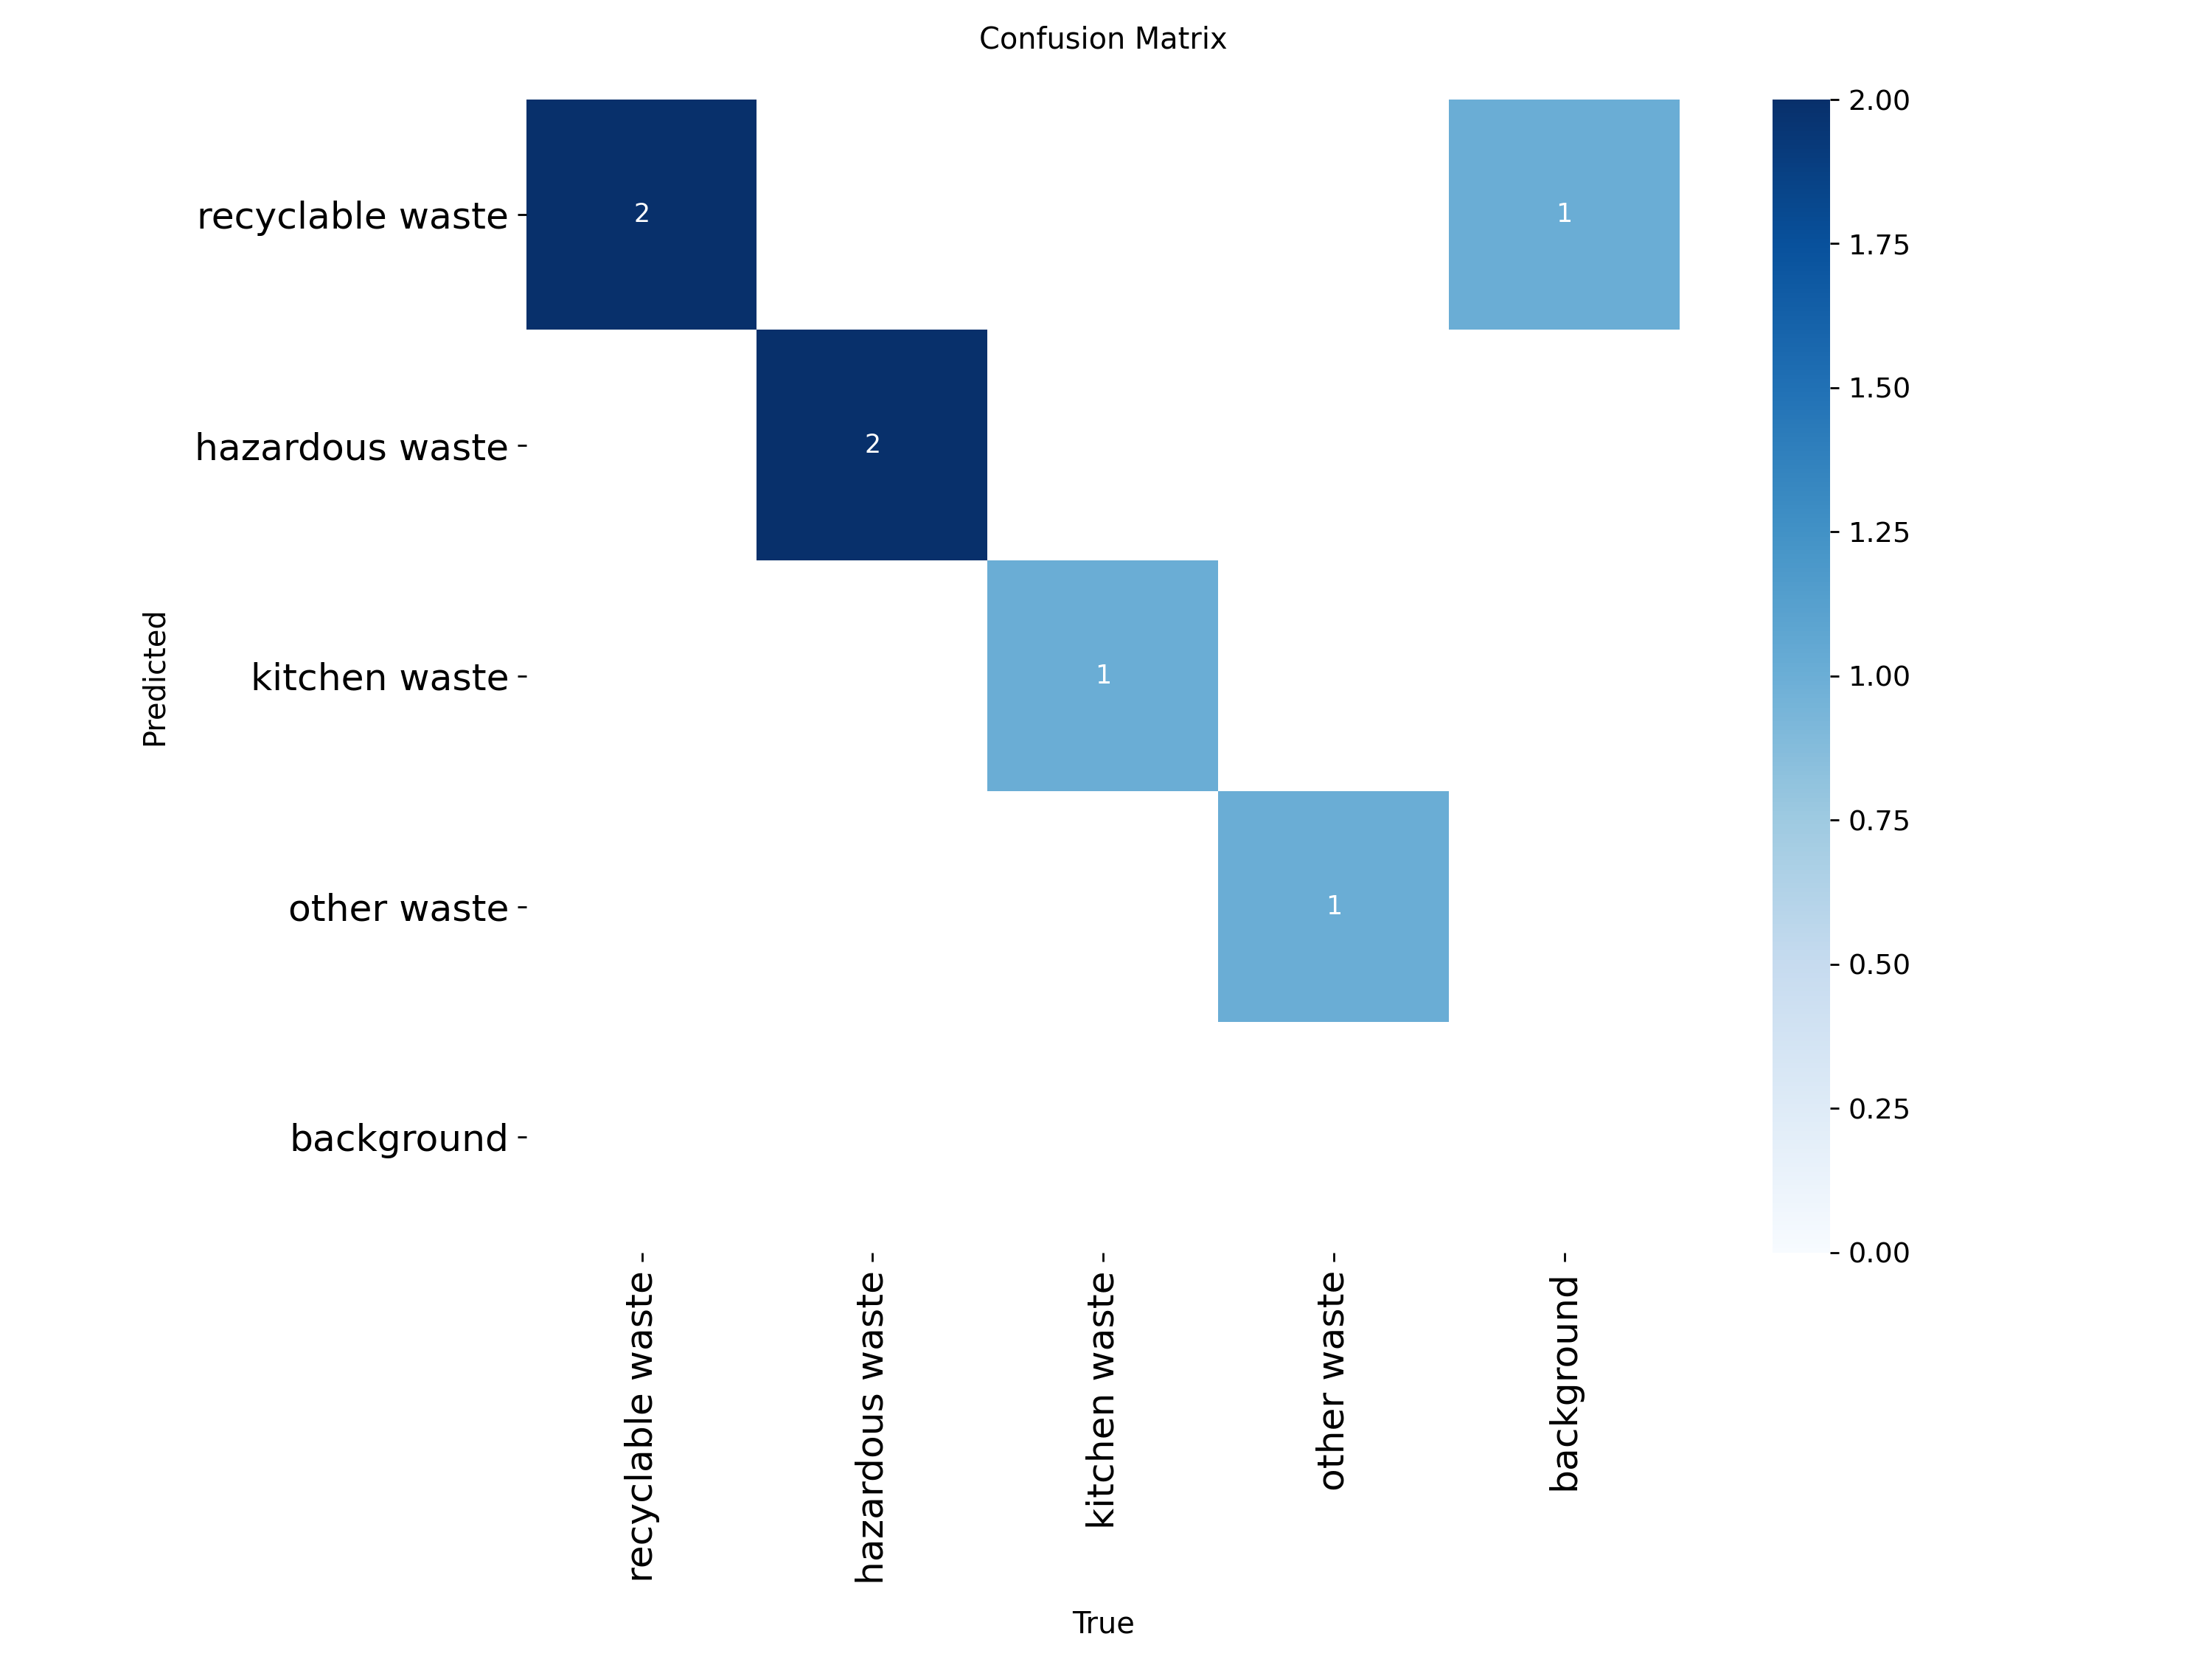 Confusion Matrix
recyclable waste
2
1
hazardous waste
2
kitchen waste
1
other waste
1
background
Predicted
recyclable waste
hazardous waste
kitchen waste
other waste
background
True
2.00
1.75
1.50
1.25
1.00
0.75
0.50
0.25
0.00